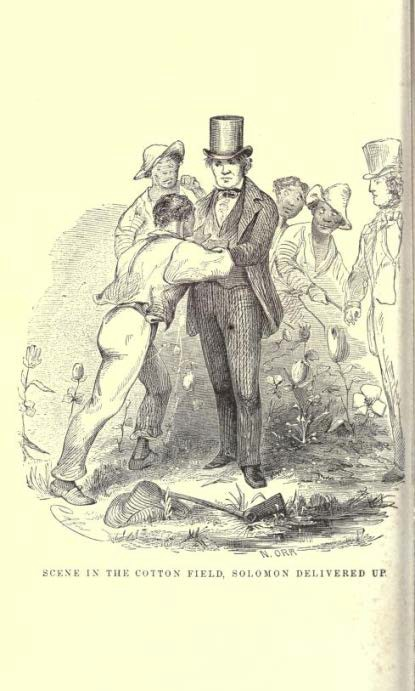 N. ORR
SCENE IN THE COTTON FIELD, SOLOMON DELIVERED UP.